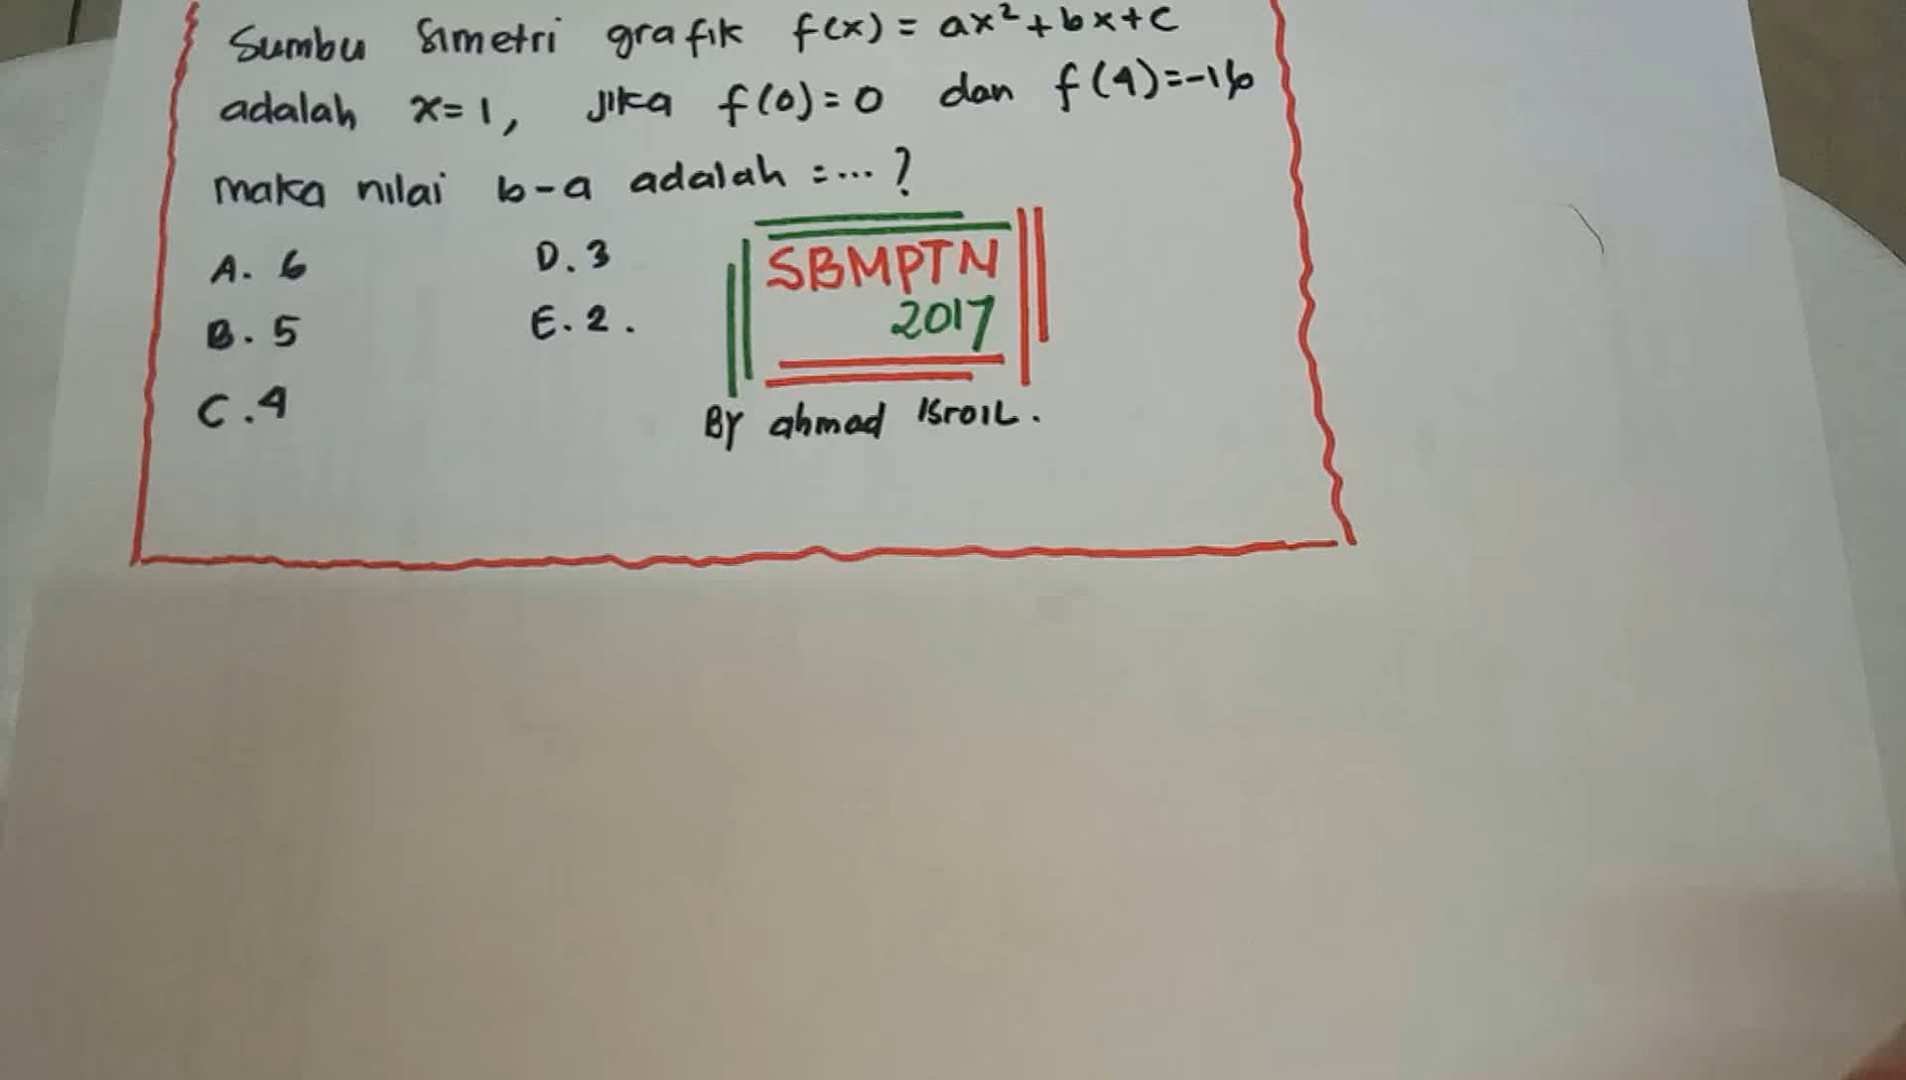 Sumbu Simetri grafik f(x) = ax²+bx+c
adalah x=1, Jika f(0)=0 dan f(4)=-16
maka nilai b-a adalah =...?
A. 6
B. 5
C. 4
D. 3
E. 2.
SBMPTN
2017
By ahmad Isroil.